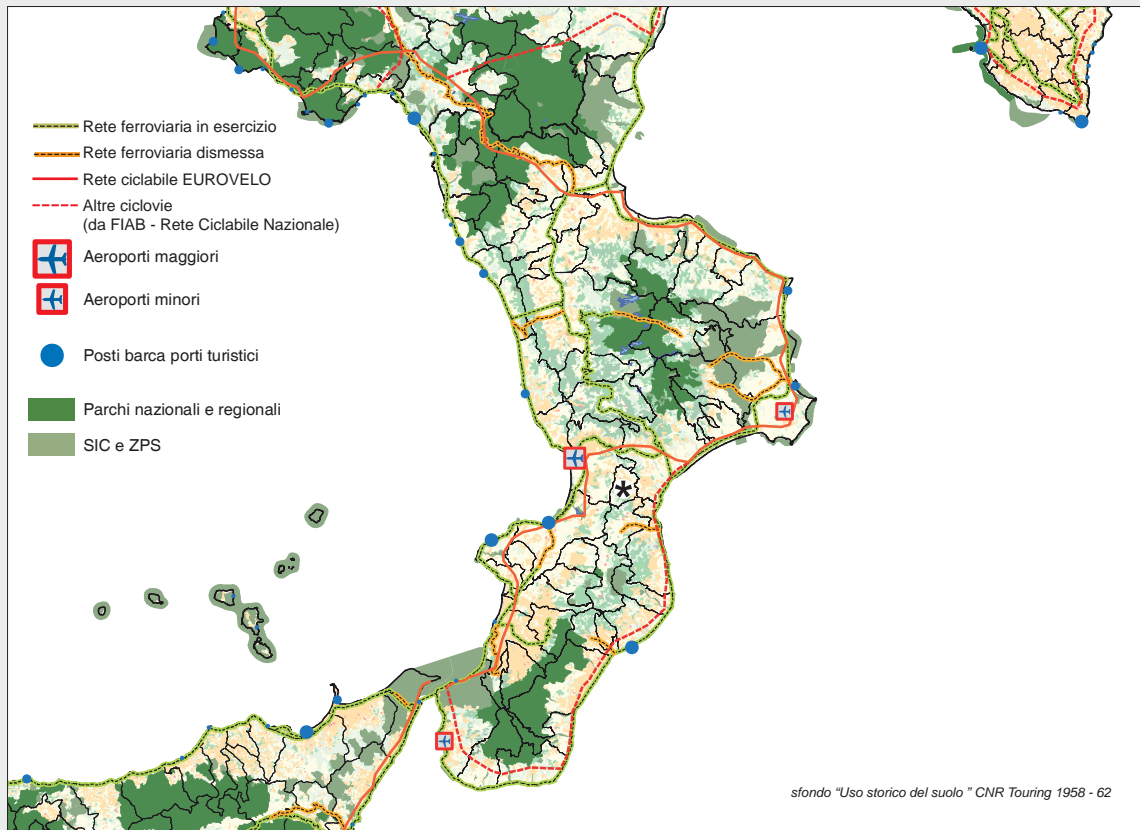 Rete ferroviaria in esercizio
Rete ferroviaria dismessa
Rete ciclabile EUROVELO
Altre ciclovie
(da FIAB - Rete Ciclabile Nazionale)
Aeroporti maggiori
Aeroporti minori
Posti barca porti turistici
Parchi nazionali e regionali
SIC e ZPS
*
sfondo “Uso storico del suolo ” CNR Touring 1958 - 62